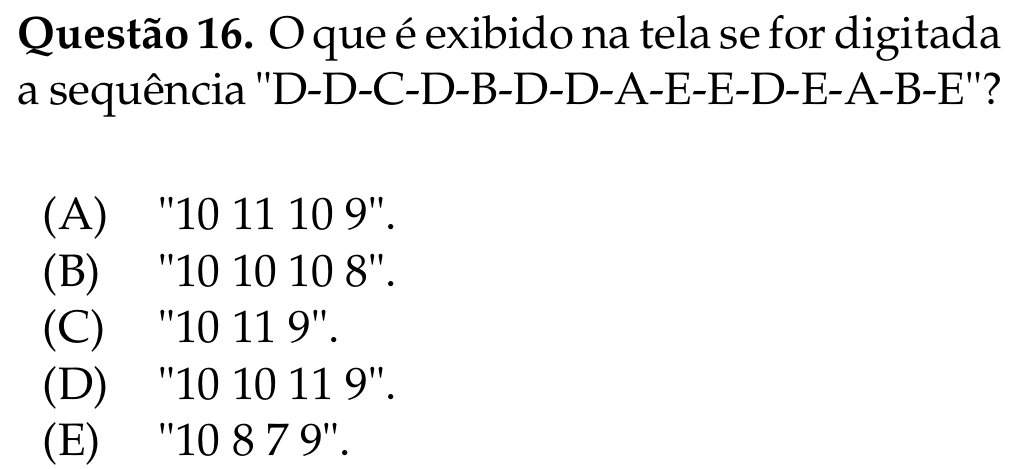 Questão 16. O que é exibido na tela se for digitada
a sequência "D-D-C-D-B-D-D-A-E-E-D-E-A-B-E"?
(A) "10 11 10 9".
(B) "10 10 10 8".
(C) "10 11 9".
(D) "10 10 11 9".
(E) "10 8 7 9".